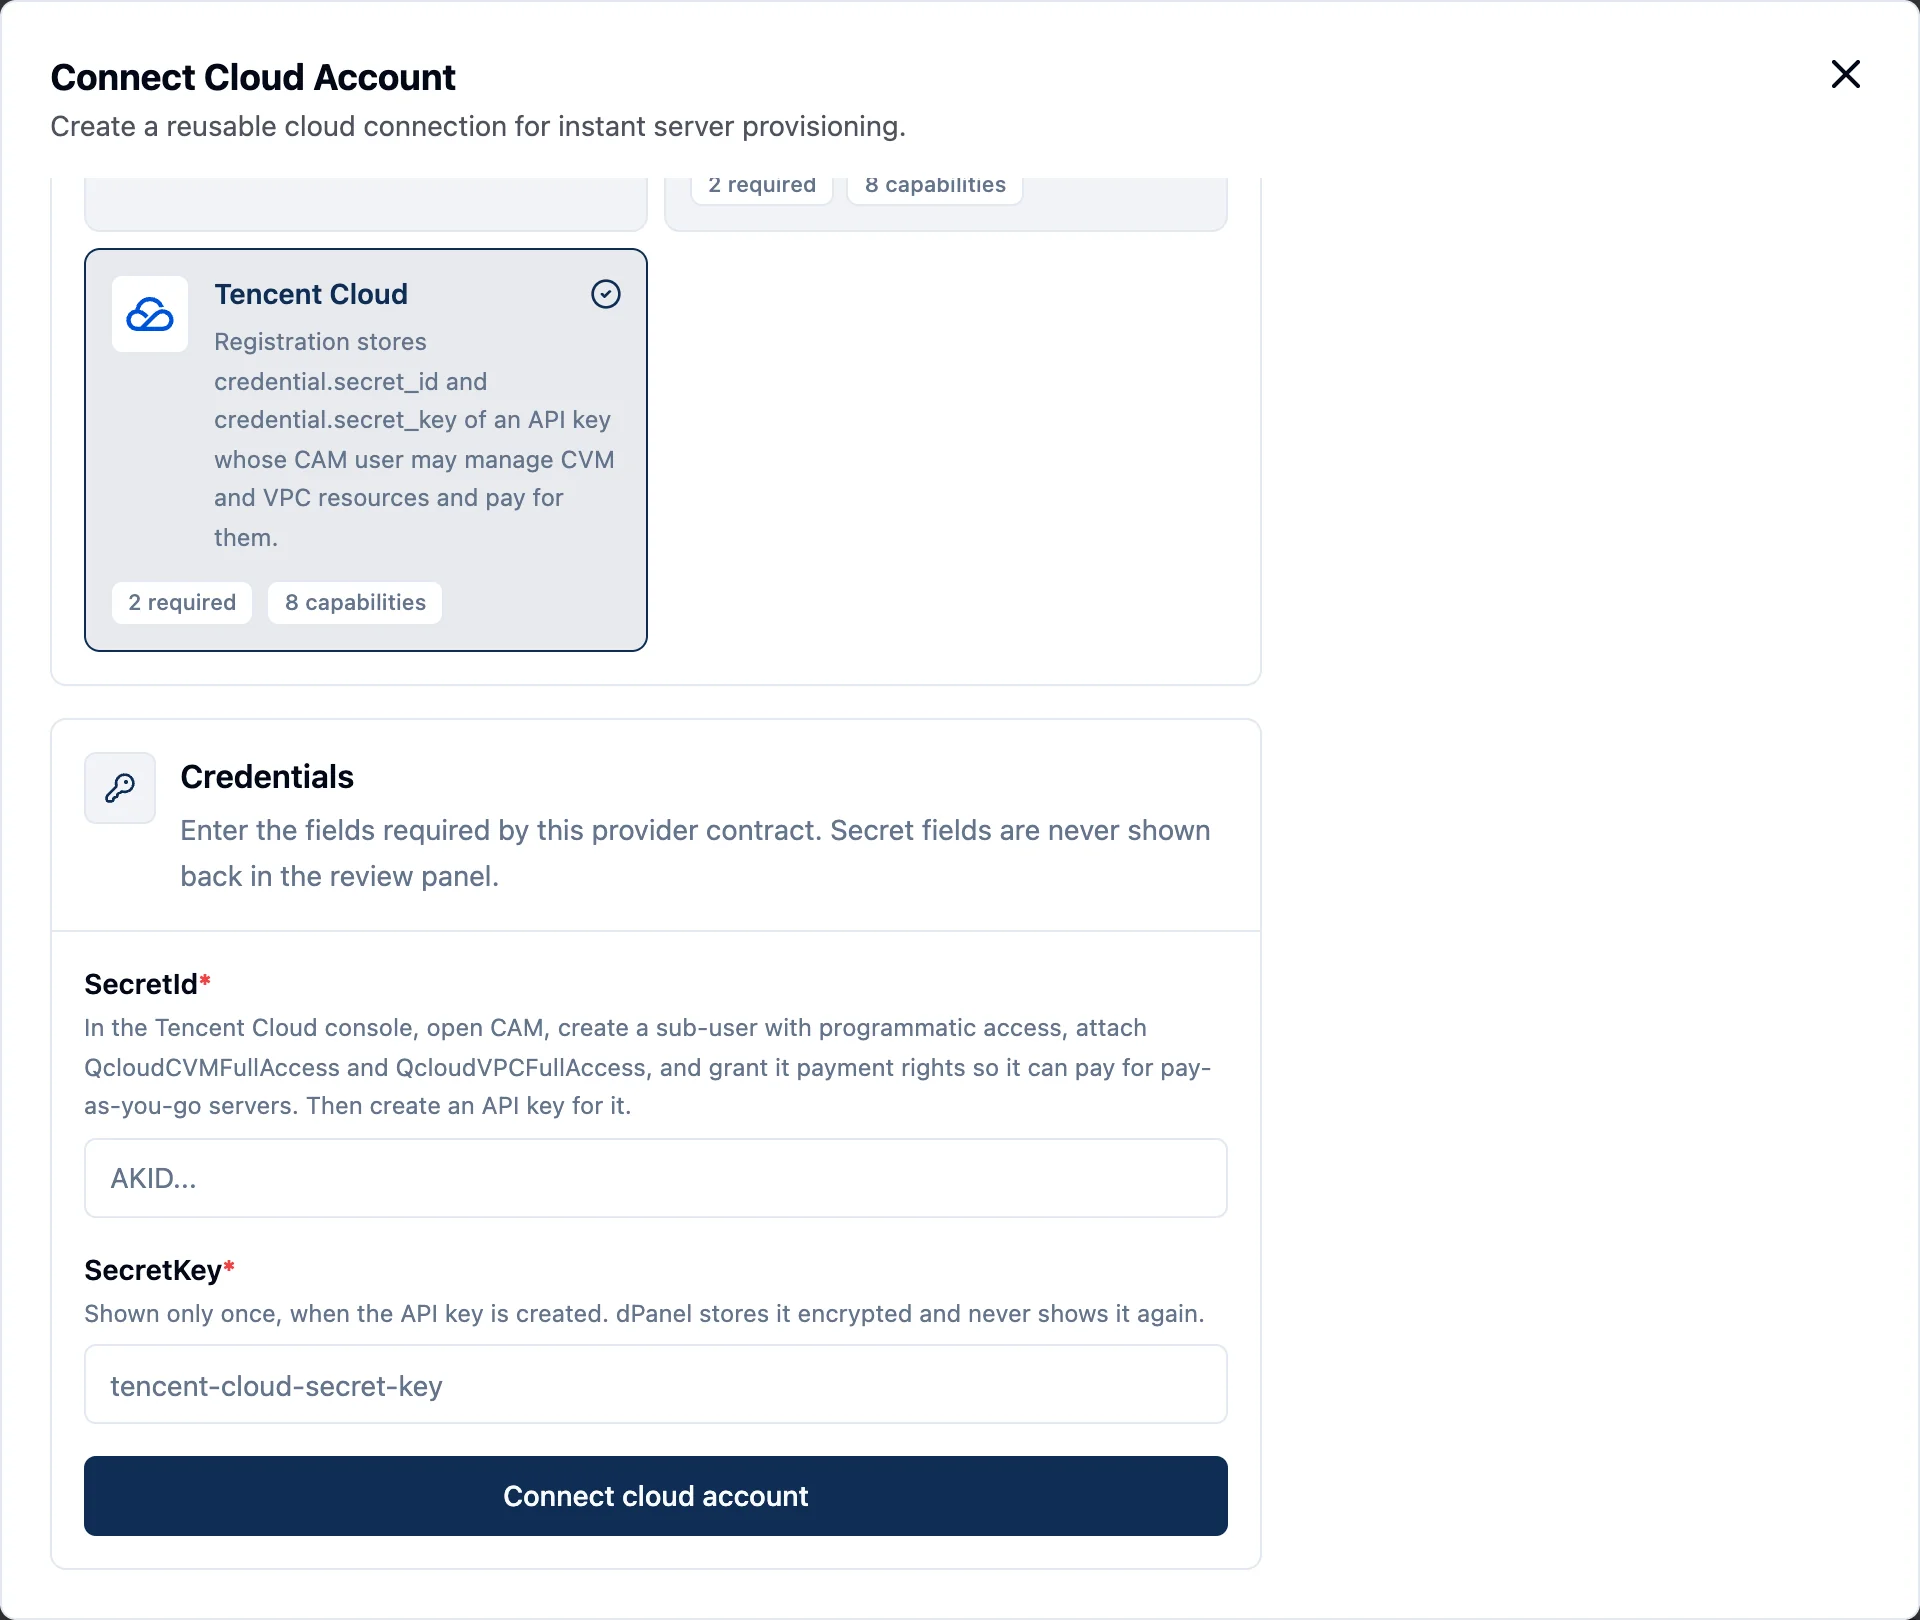 Connect Cloud Account
Create a reusable cloud connection for instant server provisioning.
2 required
8 capabilities
Tencent Cloud
Registration stores
credential.secret_id and
credential.secret_key of an API key
whose CAM user may manage CVM
and VPC resources and pay for
them.
2 required
8 capabilities
Credentials
Enter the fields required by this provider contract. Secret fields are never shown
back in the review panel.
SecretId*
In the Tencent Cloud console, open CAM, create a sub-user with programmatic access, attach
QcloudCVMFullAccess and QcloudVPCFullAccess, and grant it payment rights so it can pay for pay-
as-you-go servers. Then create an API key for it.
AKID...
SecretKey*
Shown only once, when the API key is created. dPanel stores it encrypted and never shows it again.
tencent-cloud-secret-key
Connect cloud account